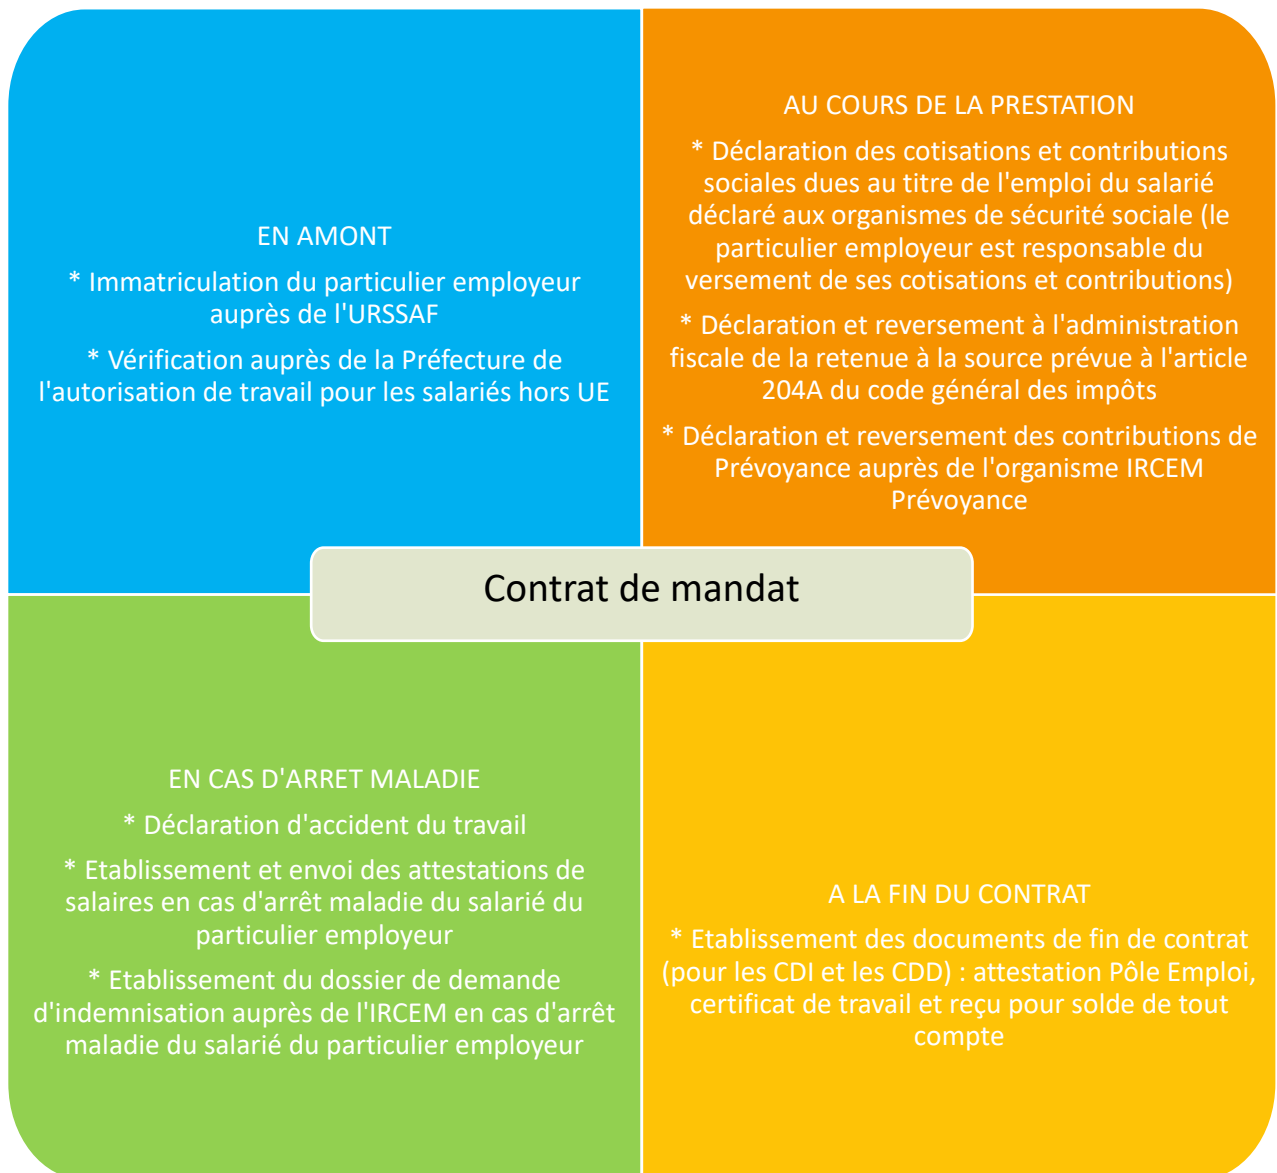 EN AMONT
* Immatriculation du particulier employeur
auprès de l'URSSAF
* Vérification auprès de la Préfecture de
l'autorisation de travail pour les salariés hors UE
AU COURS DE LA PRESTATION
* Déclaration des cotisations et contributions
sociales dues au titre de l'emploi du salarié
déclaré aux organismes de sécurité sociale (le
particulier employeur est responsable du
versement de ses cotisations et contributions)
* Déclaration et reversement à l'administration
fiscale de la retenue à la source prévue à l'article
204A du code général des impôts
* Déclaration et reversement des contributions de
Prévoyance auprès de l'organisme IRCEM
Prévoyance
Contrat de mandat
EN CAS D'ARRET MALADIE
* Déclaration d'accident du travail
* Etablissement et envoi des attestations de
salaires en cas d'arrêt maladie du salarié du
particulier employeur
* Etablissement du dossier de demande
d'indemnisation auprès de l'IRCEM en cas d'arrêt
maladie du salarié du particulier employeur
A LA FIN DU CONTRAT
* Etablissement des documents de fin de contrat
(pour les CDI et les CDD) : attestation Pôle Emploi,
certificat de travail et reçu pour solde de tout
compte